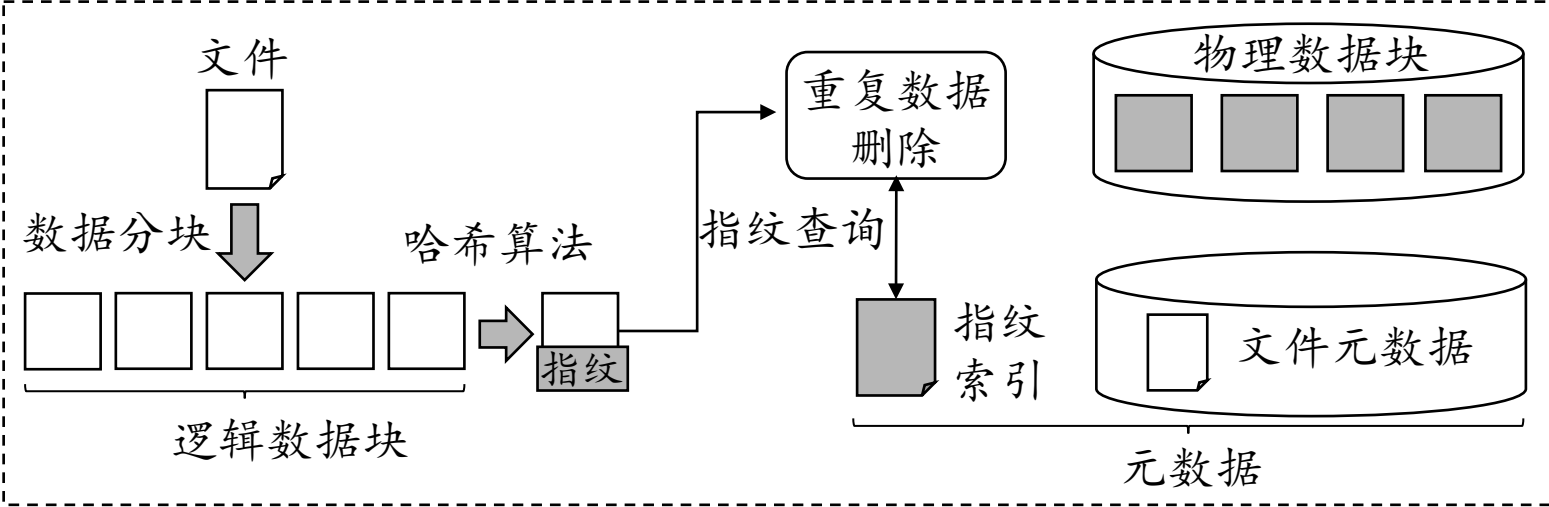 文件
数据分块
哈希算法
指纹
逻辑数据块
重复数据
删除
指纹查询
指纹
索引
物理数据块
文件元数据
元数据